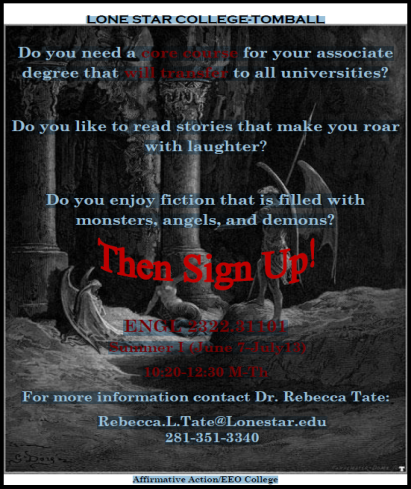 LONE STAR COLLEGE-TOMBALL
Do you need a core course for your associate
degree that will transfer to all universities?
Do you like to read stories that make you roar
with laughter?
Do you enjoy fiction that is filled with
monsters, angels, and demons?
Then Sign Up!
ENGL 2322.31101
Summer I (June 7-July 13)
10:20-12:30 M-Th
For more information contact Dr. Rebecca Tate:
Rebecca.L.Tate@Lonestar.edu
281-351-3340
Affirmative Action/EEO College